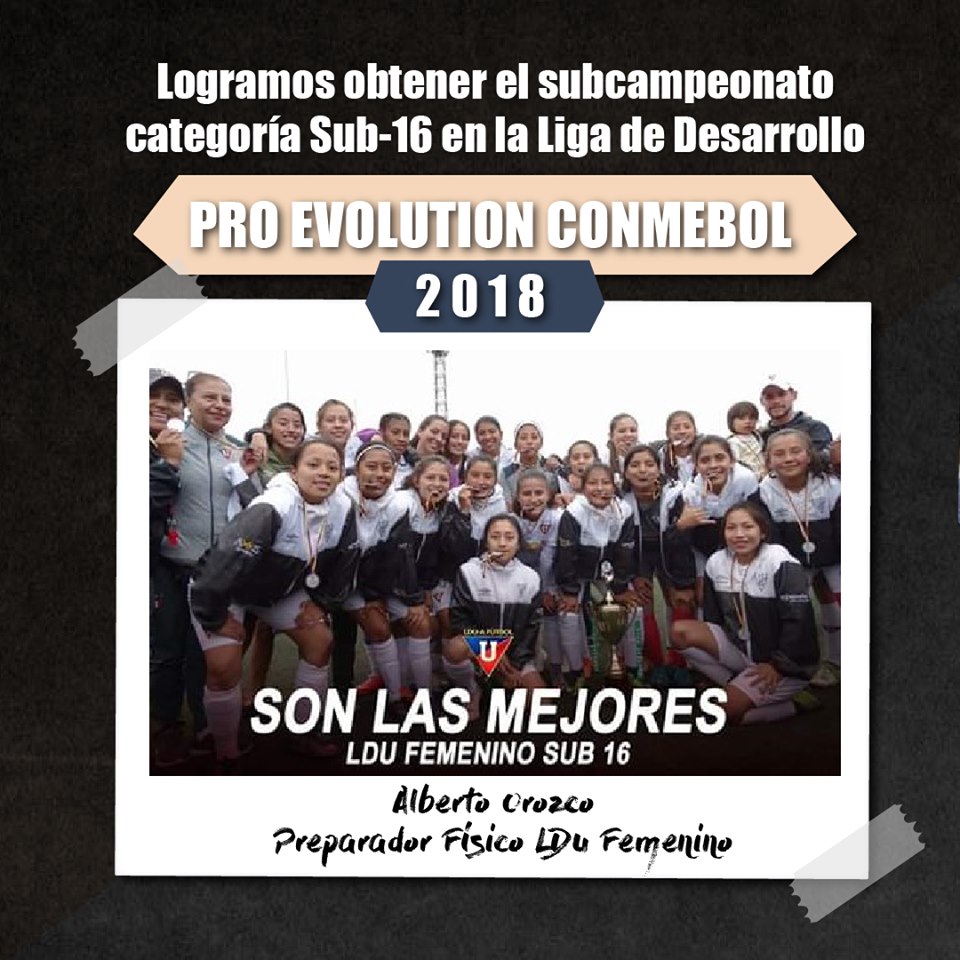 Logramos obtener el subcampeonato
categoría Sub-16 en la Liga de Desarrollo
PRO EVOLUTION CONMEBOL
2018
U
SON LAS MEJORES
LDU FEMENINO SUB 16
Alberto Orozco
Preparador Físico LDU Femenino